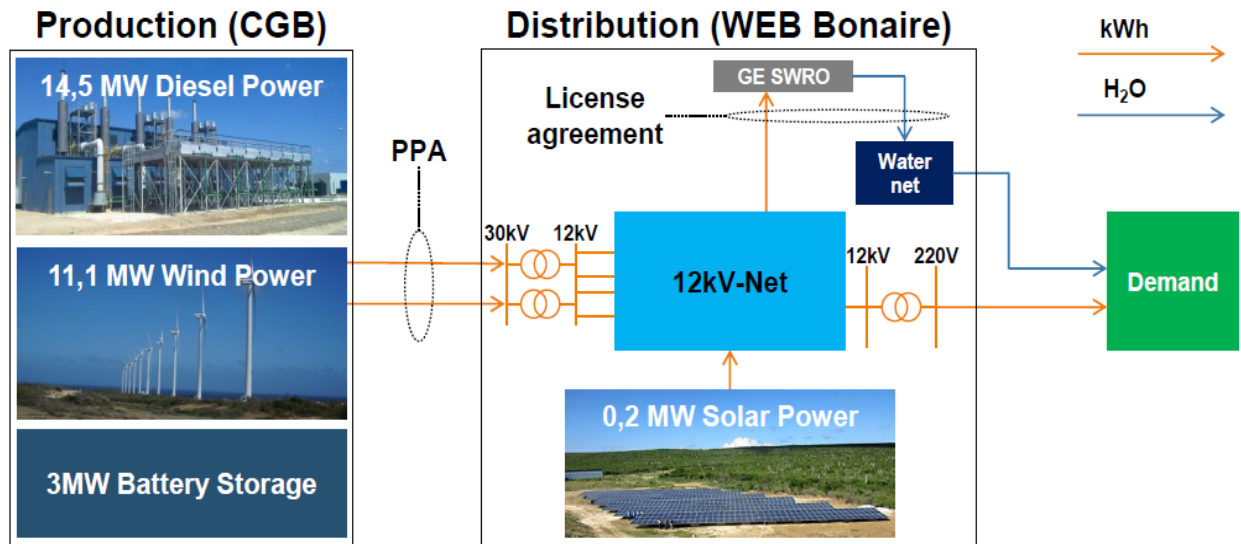 Production (CGB)
14,5 MW Diesel Power
11,1 MW Wind Power
3MW Battery Storage
PPA
Distribution (WEB Bonaire)
GE SWRO
License
agreement
Water
net
30kV
12kV
12kV-Net
12kV
220V
0,2 MW Solar Power
kWh
H₂O
Demand